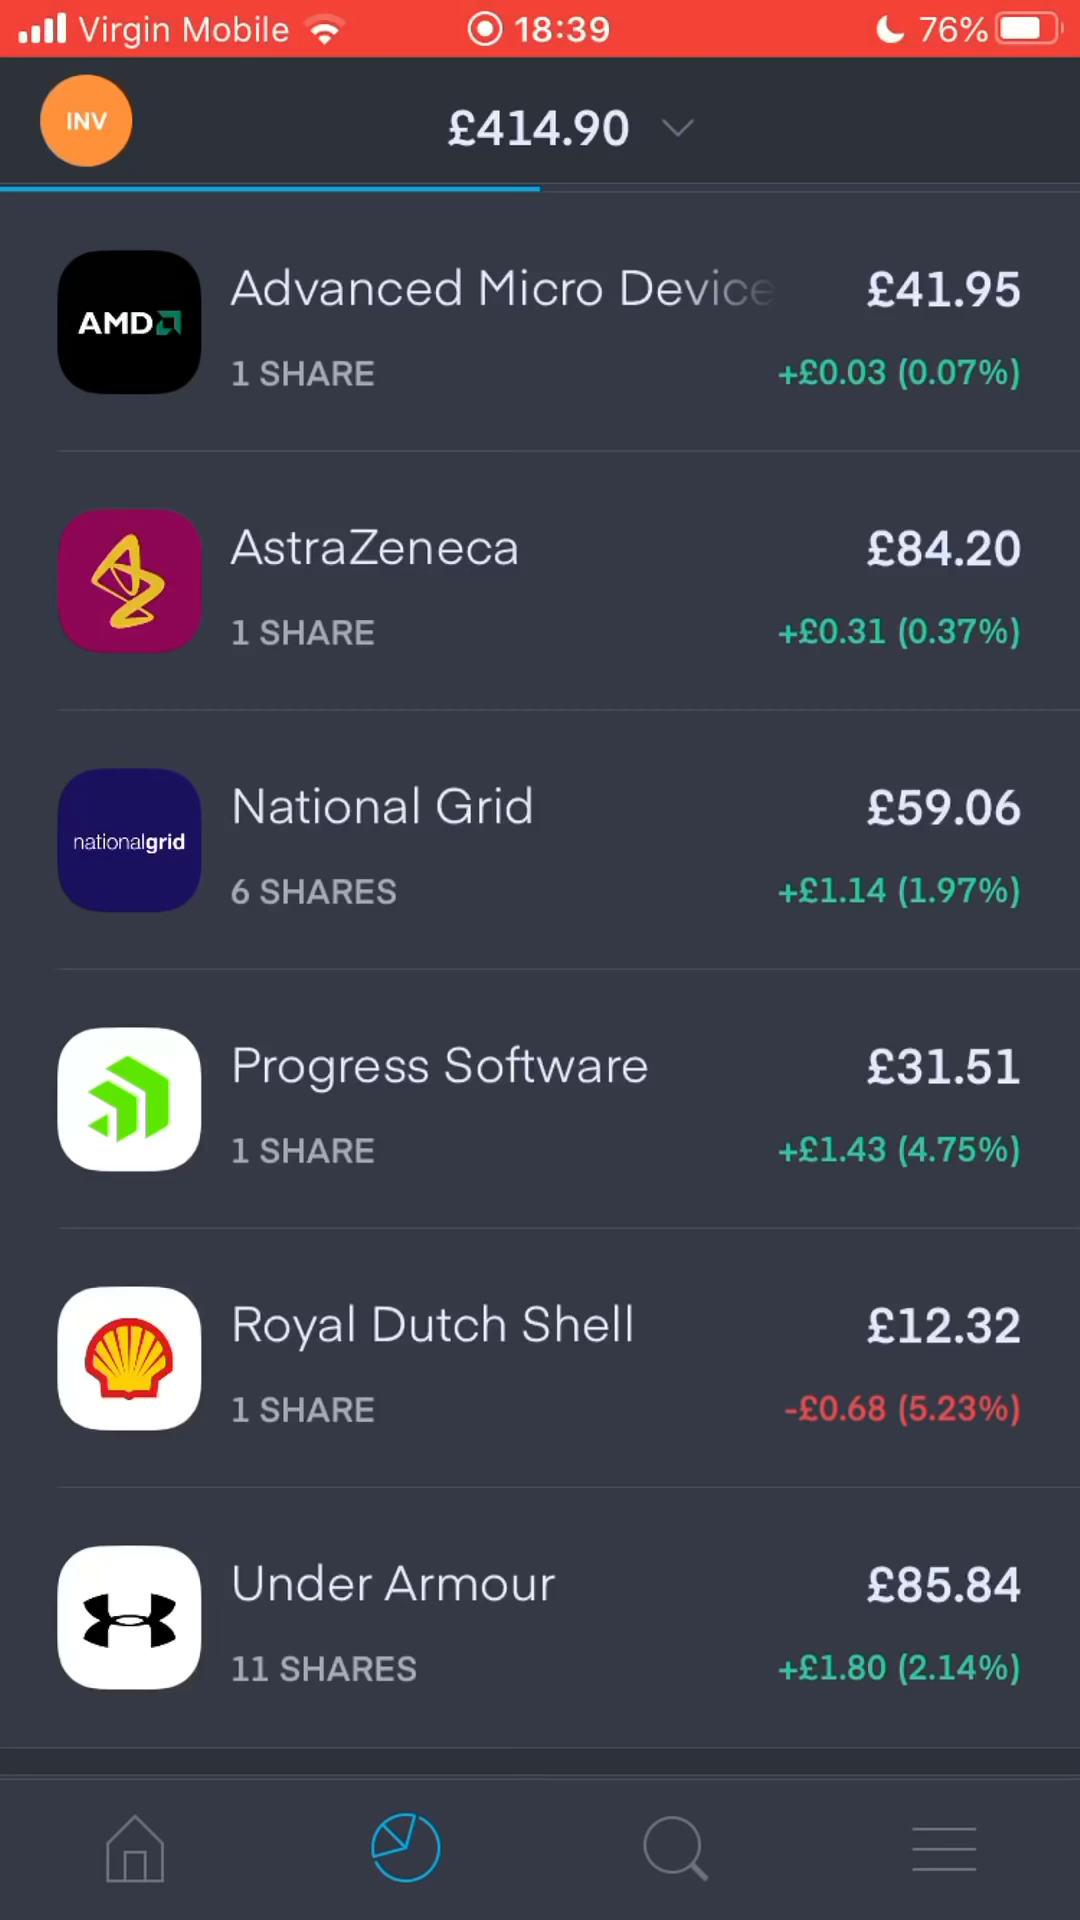 Virgin Mobile 18:39 76%
INV £414.90
AMD Advanced Micro Device £41.95
1 SHARE +£0.03 (0.07%)
AstraZeneca £84.20
1 SHARE +£0.31 (0.37%)
nationalgrid National Grid £59.06
6 SHARES +£1.14 (1.97%)
Progress Software £31.51
1 SHARE +£1.43 (4.75%)
Royal Dutch Shell £12.32
1 SHARE -£0.68 (5.23%)
Under Armour £85.84
11 SHARES +£1.80 (2.14%)